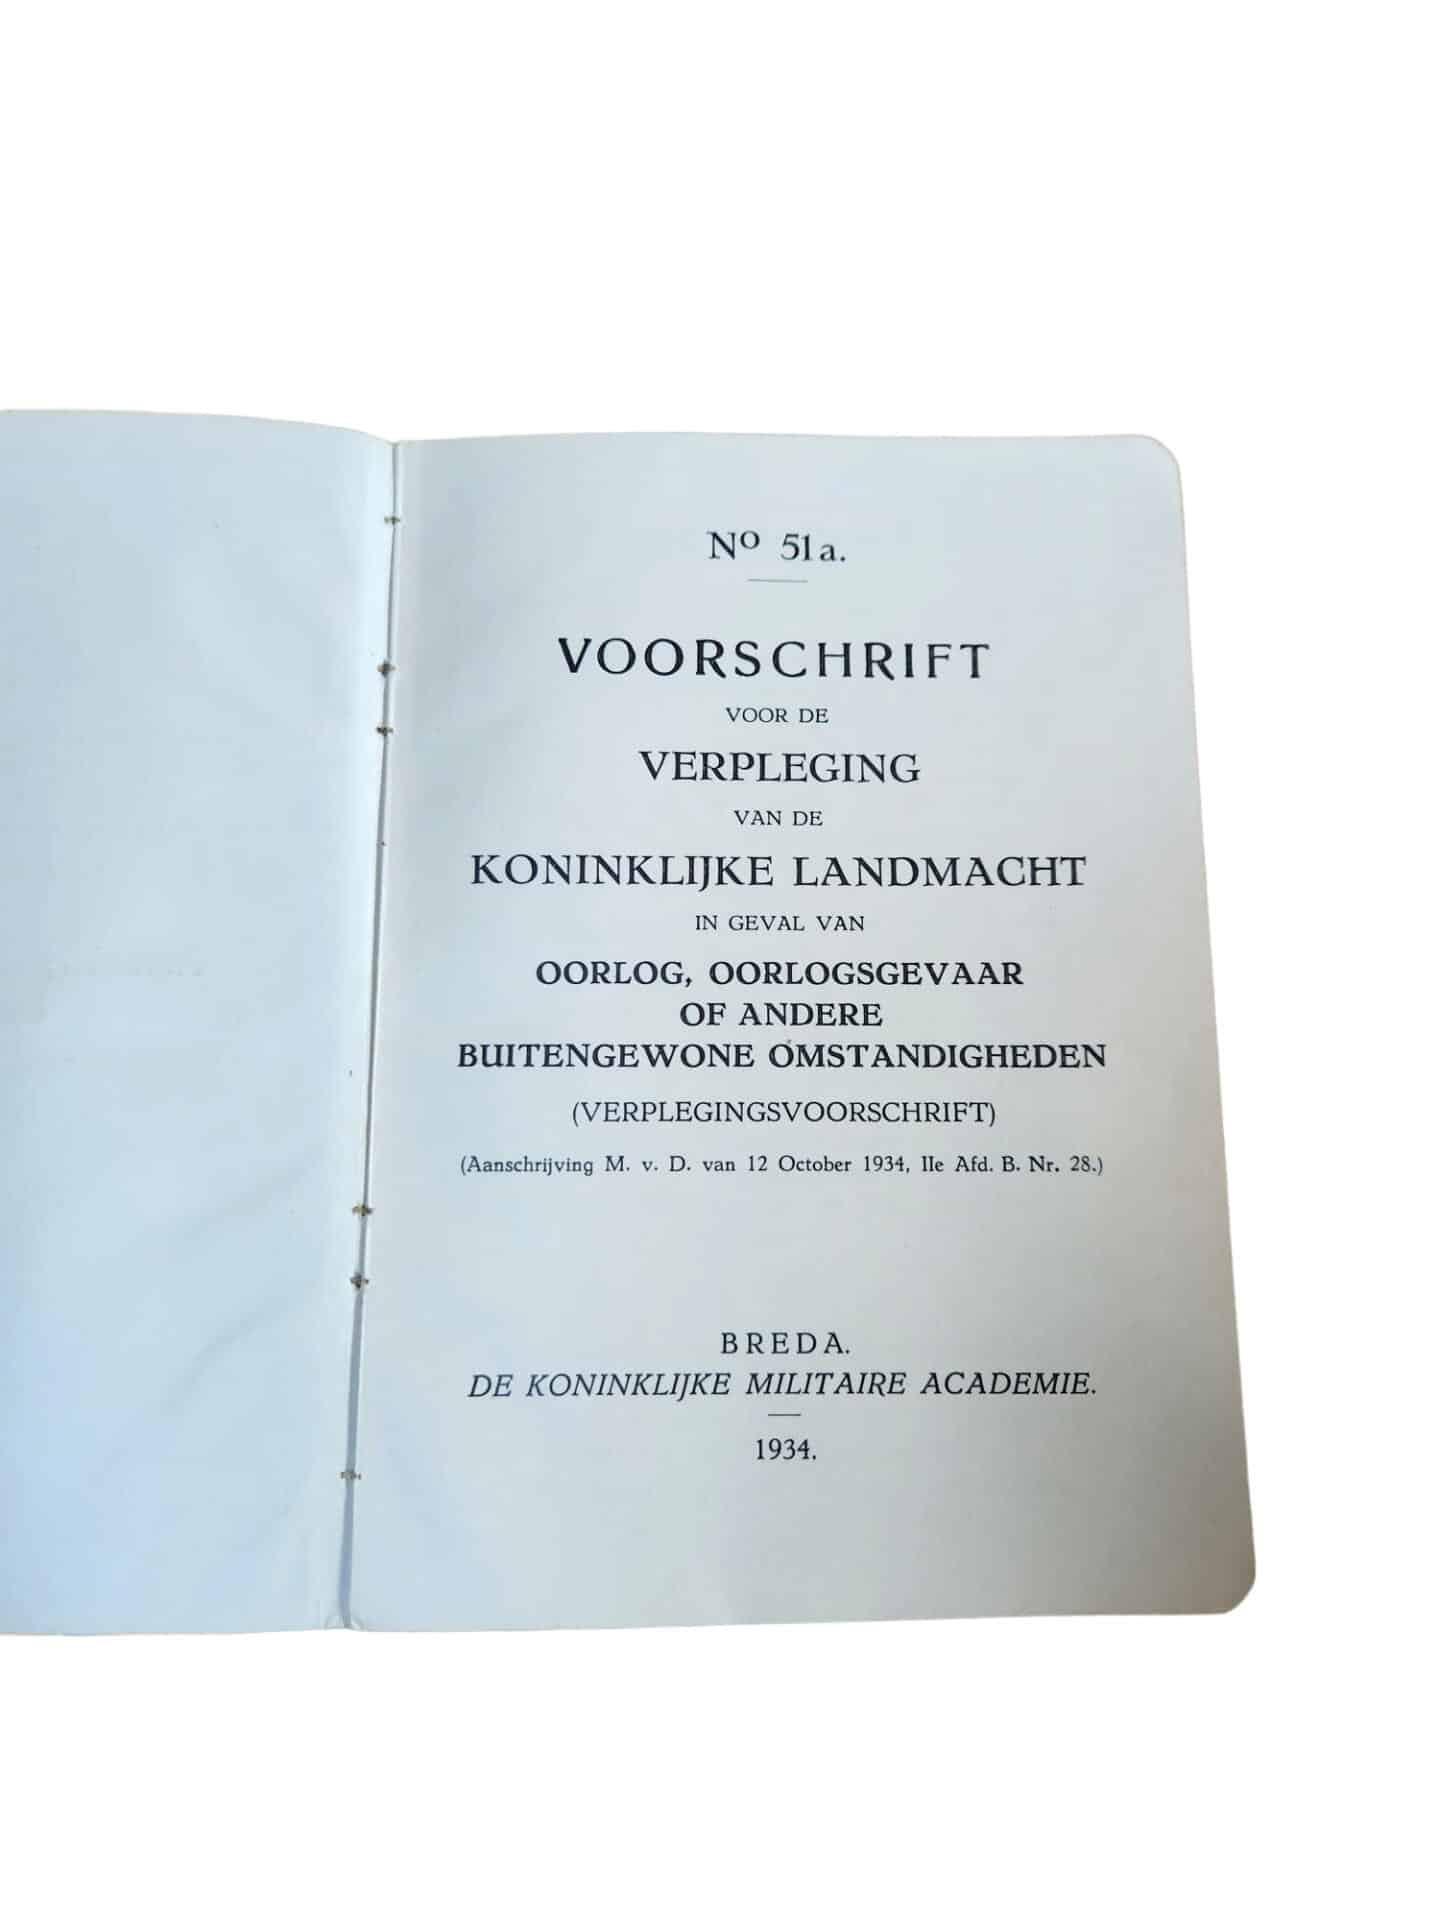 Nº 51a.
VOORSCHRIFT
VOOR DE
VERPLEGING
VAN DE
KONINKLIJKE LANDMACHT
IN GEVAL VAN
OORLOG, OORLOGSGEVAAR
OF ANDERE
BUITENGEWONE OMSTANDIGHEDEN
(VERPLEGINGSVOORSCHRIFT)
(Aanschrijving M. v. D. van 12 October 1934, IIe Afd. B. Nr. 28.)
BREDA.
DE KONINKLIJKE MILITAIRE ACADEMIE.
1934.